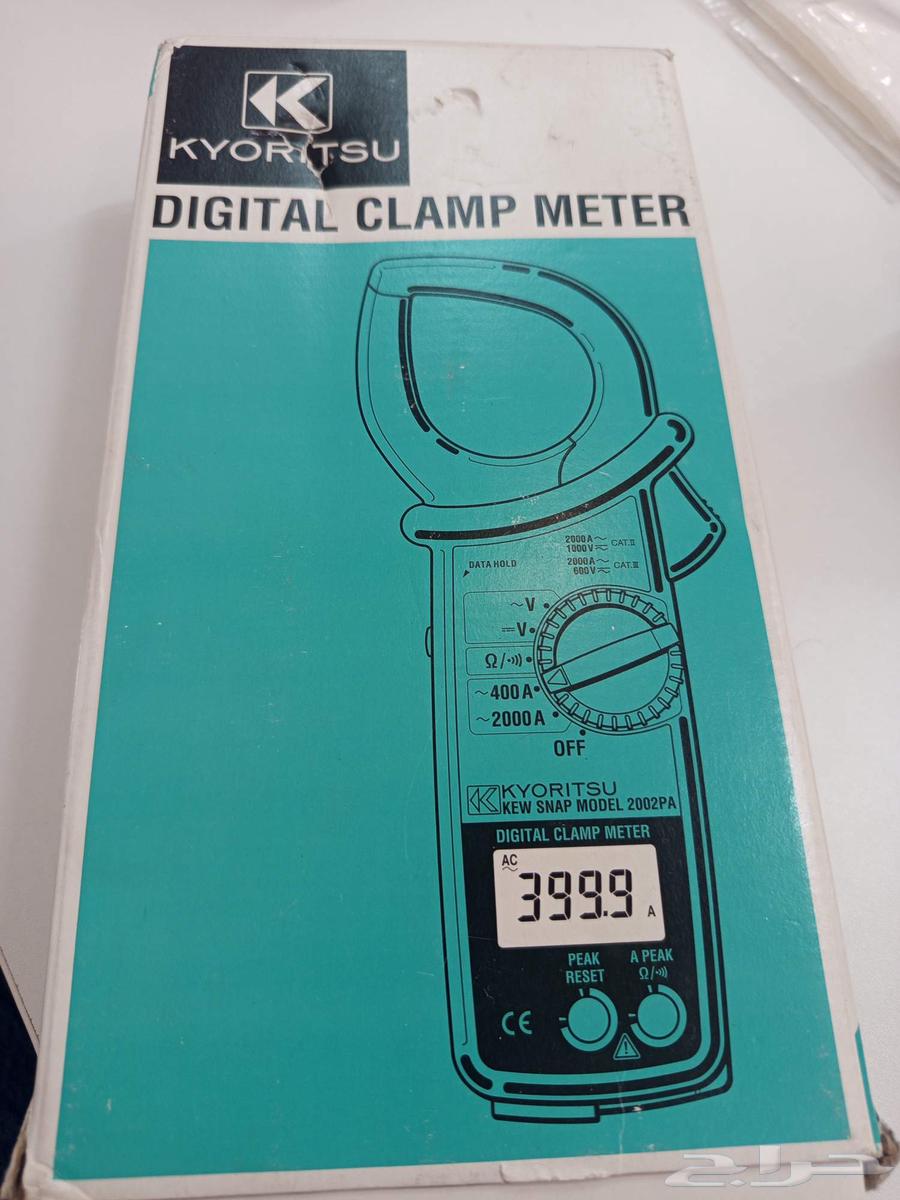 KYORITSU
DIGITAL CLAMP METER
2000A~
1000V⎓ CAT.II
2000A~
600V⎓ CAT.III
DATA HOLD
~V
⎓V
Ω/•)))
~400A
~2000A
OFF
KYORITSU
KEW SNAP MODEL 2002PA
DIGITAL CLAMP METER
AC
~
399.9
A
PEAK RESET
A PEAK Ω/•)))
CE
حراج